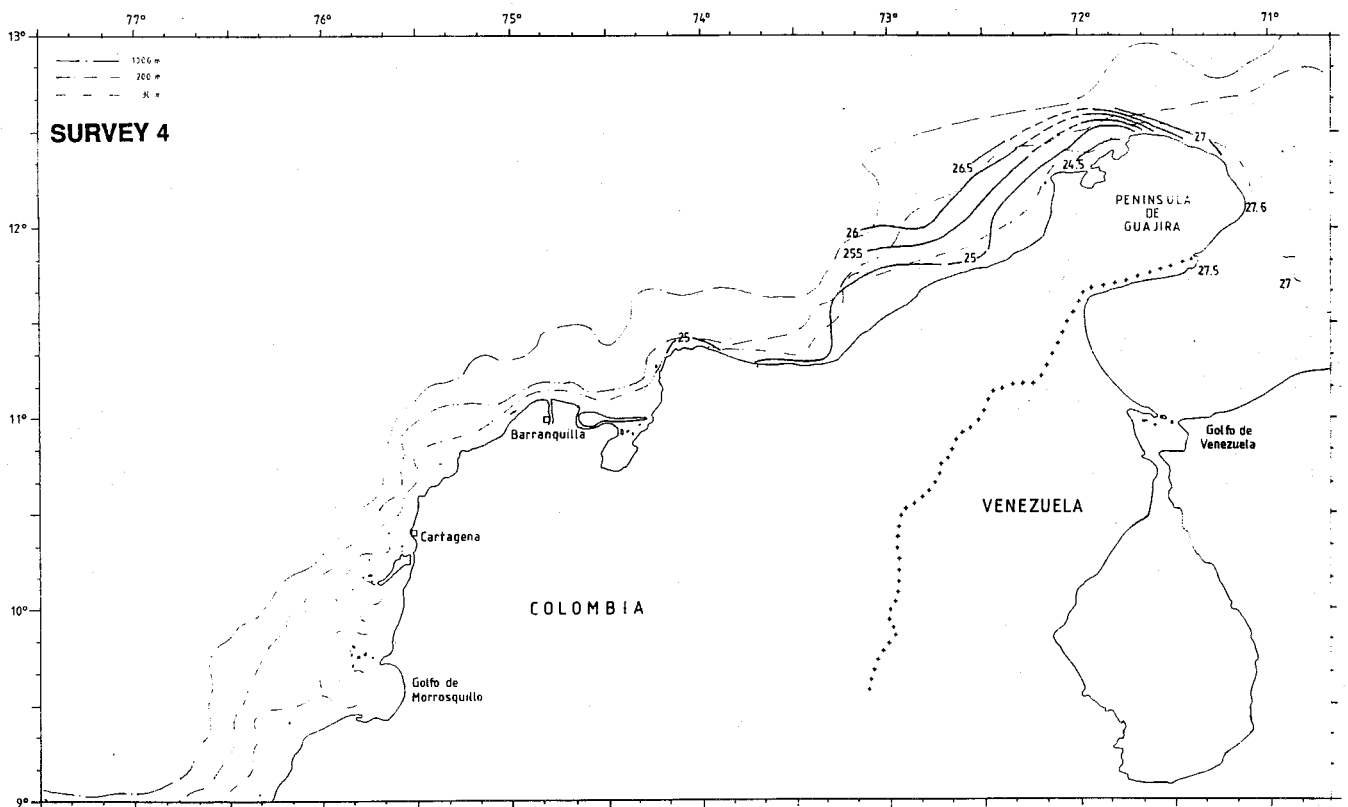 77° 76° 75° 74° 73° 72° 71°
13°
1000 m
200 m
SURVEY 4
27
26.5
24.5
PENINSULA
DE
GUAJIRA
27.6
12°
26
255
25
27.5
27
25
11°
Barranquilla
Golfo de
Venezuela
VENEZUELA
Cartagena
10°
COLOMBIA
Golfo de
Morrosquillo
9°